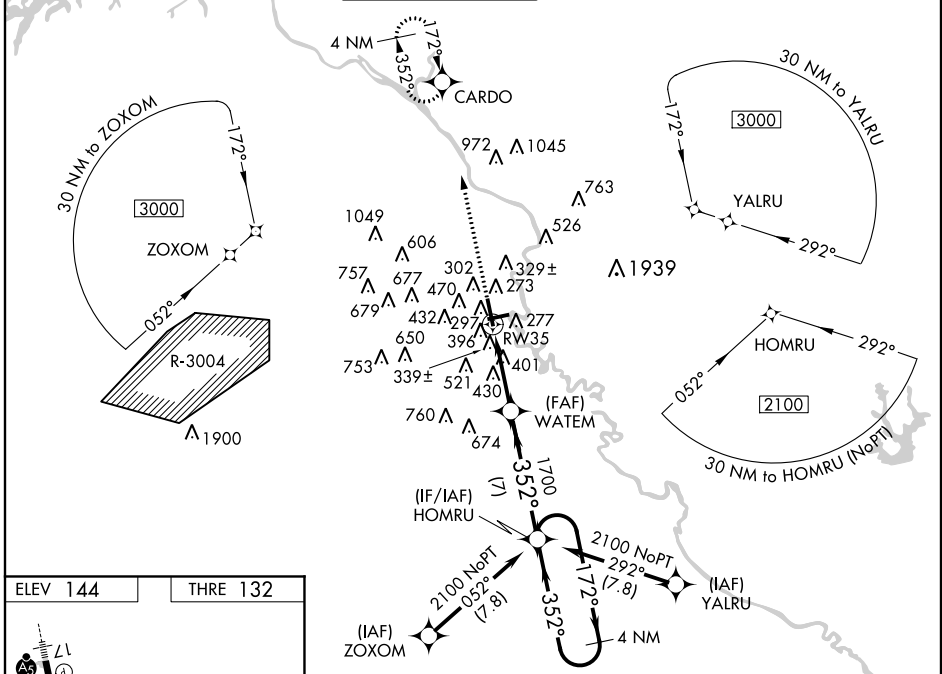 4 NM
172°
352°
CARDO
30 NM to ZOXOM
172°
3000
ZOXOM
052°
R-3004
1900
30 NM to YALRU
172°
3000
YALRU
292°
972
1045
763
526
1049
606
757
677
679
470
302
329±
273
1939
432
297
277
RW35
396
650
753
339±
521
401
430
760
674
(FAF)
WATEM
HOMRU
052°
292°
2100
30 NM to HOMRU (NoPT)
1700
352°
(7)
(IF/IAF)
HOMRU
2100 NoPT
052°
(7.8)
(IAF)
ZOXOM
2100 NoPT
292°
(7.8)
(IAF)
YALRU
172°
352°
4 NM
ELEV 144
THRE 132
17
A5